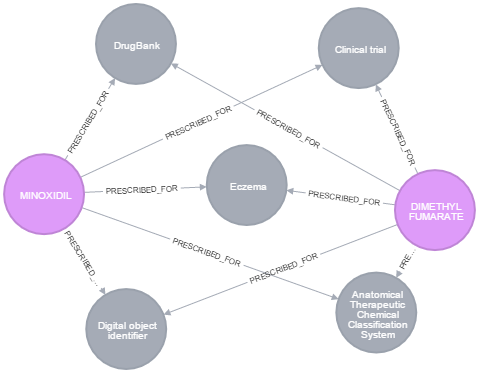 DrugBank
Clinical trial
PRESCRIBED_FOR
PRESCRIBED_FOR
PRESCRIBED_FOR
PRESCRIBED_FOR
MINOXIDIL
PRESCRIBED_FOR
Eczema
PRESCRIBED_FOR
DIMETHYL
FUMARATE
PRESCRIBED_…
PRESCRIBED_FOR
PRESCRIBED_FOR
PRE…
Digital object
identifier
Anatomical
Therapeutic
Chemical
Classification
System